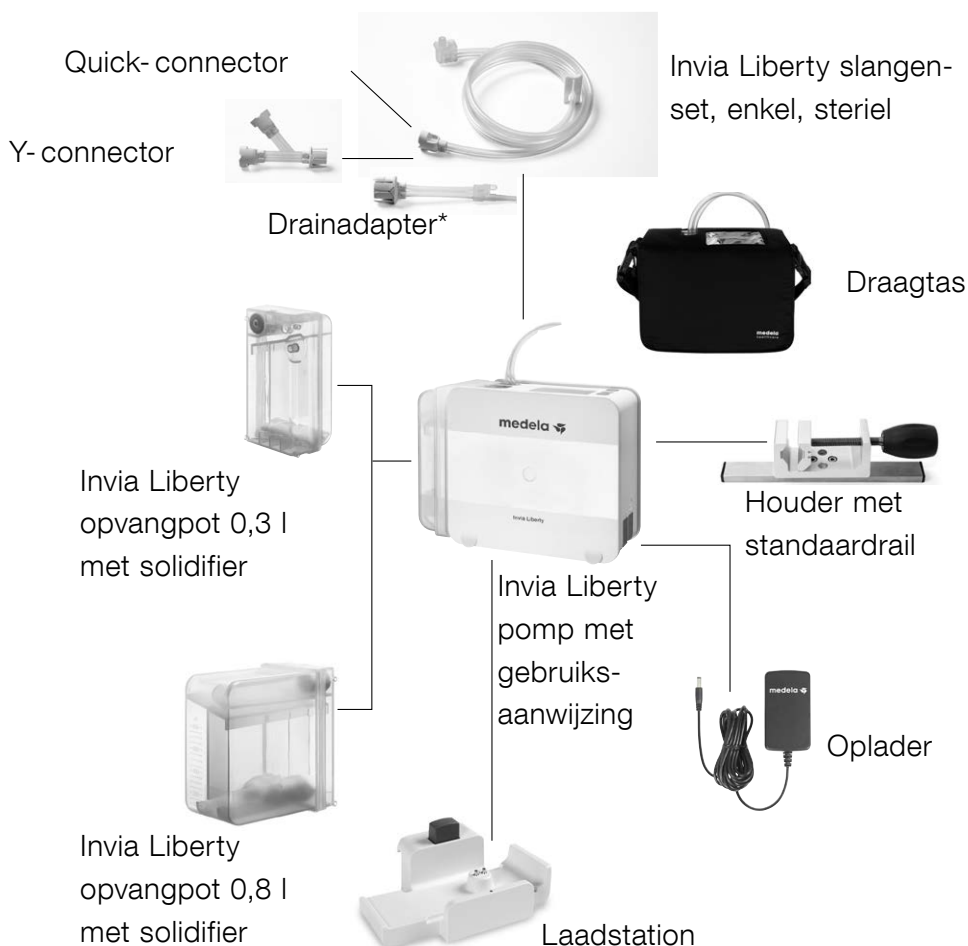 Quick- connector
Invia Liberty slangen-
set, enkel, steriel
Y- connector
Drainadapter*
Draagtas
medela
medela
Invia Liberty
Invia Liberty
opvangpot 0,3 l
met solidifier
Houder met
standaardrail
Invia Liberty
pomp met
gebruiks-
aanwijzing
medela
Oplader
Invia Liberty
opvangpot 0,8 l
met solidifier
Laadstation